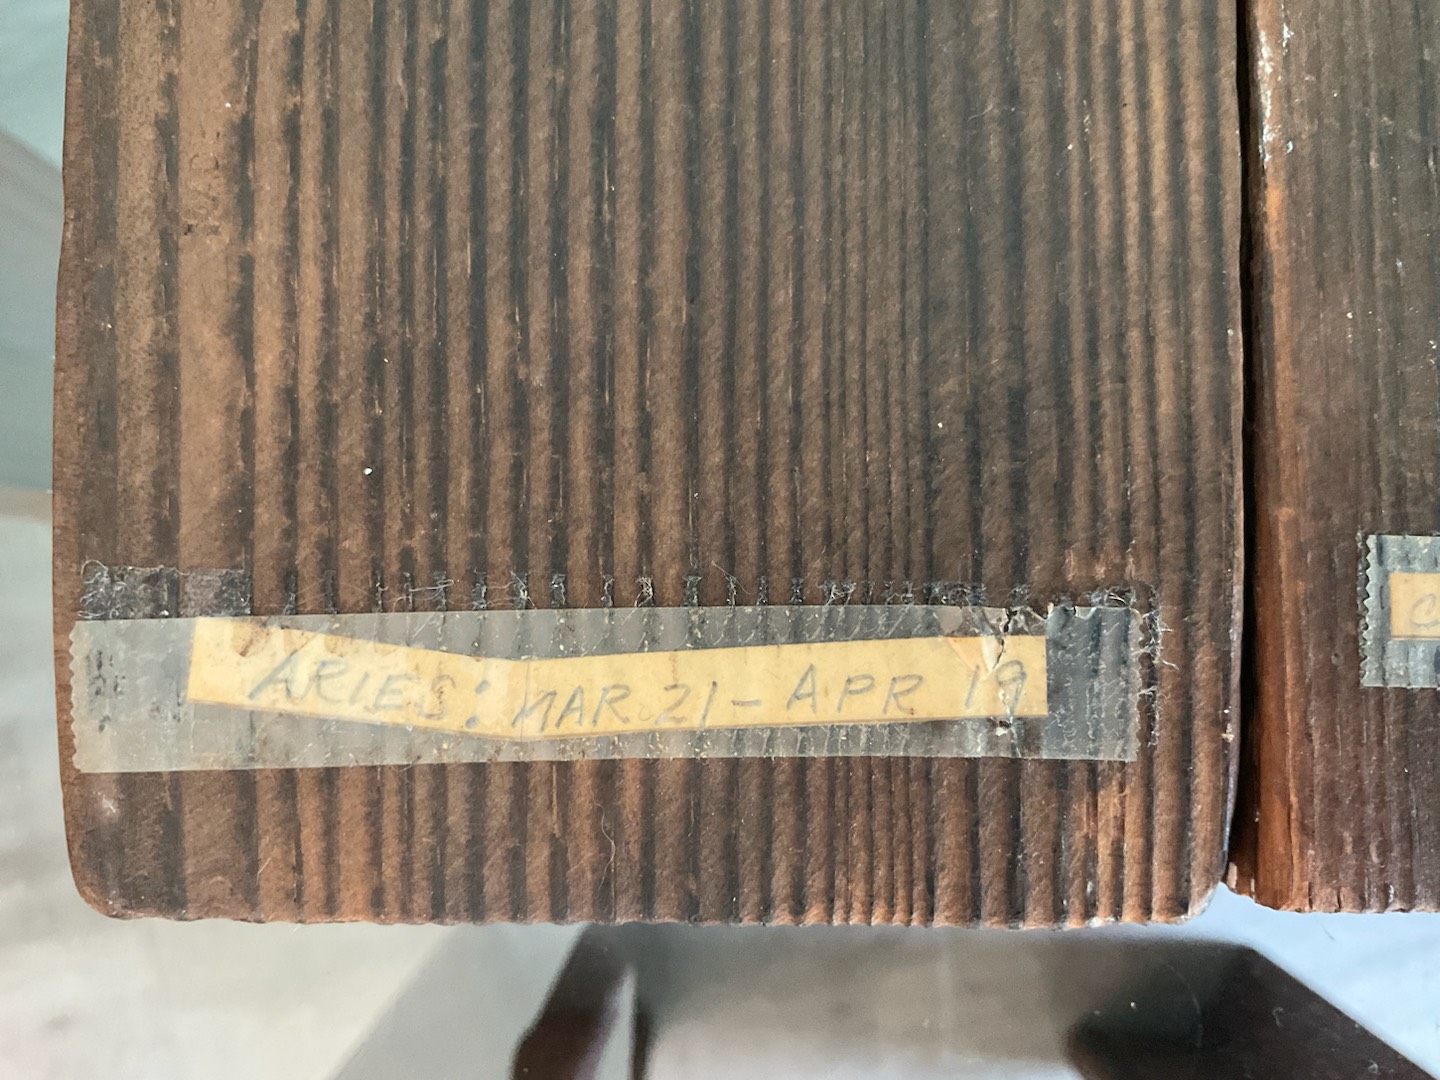 ARIES: MAR 21 - APR 19
C